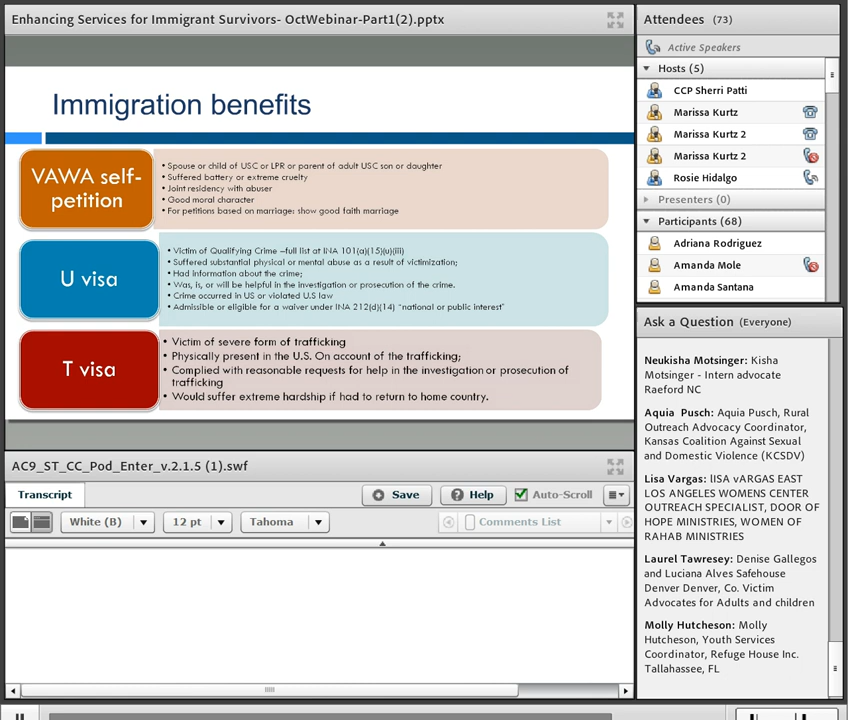 Enhancing Services for Immigrant Survivors- OctWebinar-Part1(2).pptx
Immigration benefits
VAWA self-
petition
• Spouse or child of USC or LPR or parent of adult USC son or daughter
• Suffered battery or extreme cruelty
• Joint residency with abuser
• Good moral character
• For petitions based on marriage: show good faith marriage
U visa
• Victim of Qualifying Crime –full list at INA 101(a)(15)(u)(iii)
• Suffered substantial physical or mental abuse as a result of victimization;
• Had information about the crime;
• Was, is, or will be helpful in the investigation or prosecution of the crime.
• Crime occurred in US or violated U.S law
• Admissible or eligible for a waiver under INA 212(d)(14) "national or public interest"
T visa
• Victim of severe form of trafficking
• Physically present in the U.S. On account of the trafficking;
• Complied with reasonable requests for help in the investigation or prosecution of
trafficking
• Would suffer extreme hardship if had to return to home country.
AC9_ST_CC_Pod_Enter_v.2.1.5 (1).swf
Transcript
Save
Help
Auto-Scroll
White (B)
12 pt
Tahoma
Comments List
Attendees (73)
Active Speakers
Hosts (5)
CCP Sherri Patti
Marissa Kurtz
Marissa Kurtz 2
Marissa Kurtz 2
Rosie Hidalgo
Presenters (0)
Participants (68)
Adriana Rodriguez
Amanda Mole
Amanda Santana
Ask a Question (Everyone)
Neukisha Motsinger: Kisha
Motsinger - Intern advocate
Raeford NC
Aquia Pusch: Aquia Pusch, Rural
Outreach Advocacy Coordinator,
Kansas Coalition Against Sexual
and Domestic Violence (KCSDV)
Lisa Vargas: lISA vARGAS EAST
LOS ANGELES WOMENS CENTER
OUTREACH SPECIALIST, DOOR OF
HOPE MINISTRIES, WOMEN OF
RAHAB MINISTRIES
Laurel Tawresey: Denise Gallegos
and Luciana Alves Safehouse
Denver Denver, Co. Victim
Advocates for Adults and children
Molly Hutcheson: Molly
Hutcheson, Youth Services
Coordinator, Refuge House Inc.
Tallahassee, FL